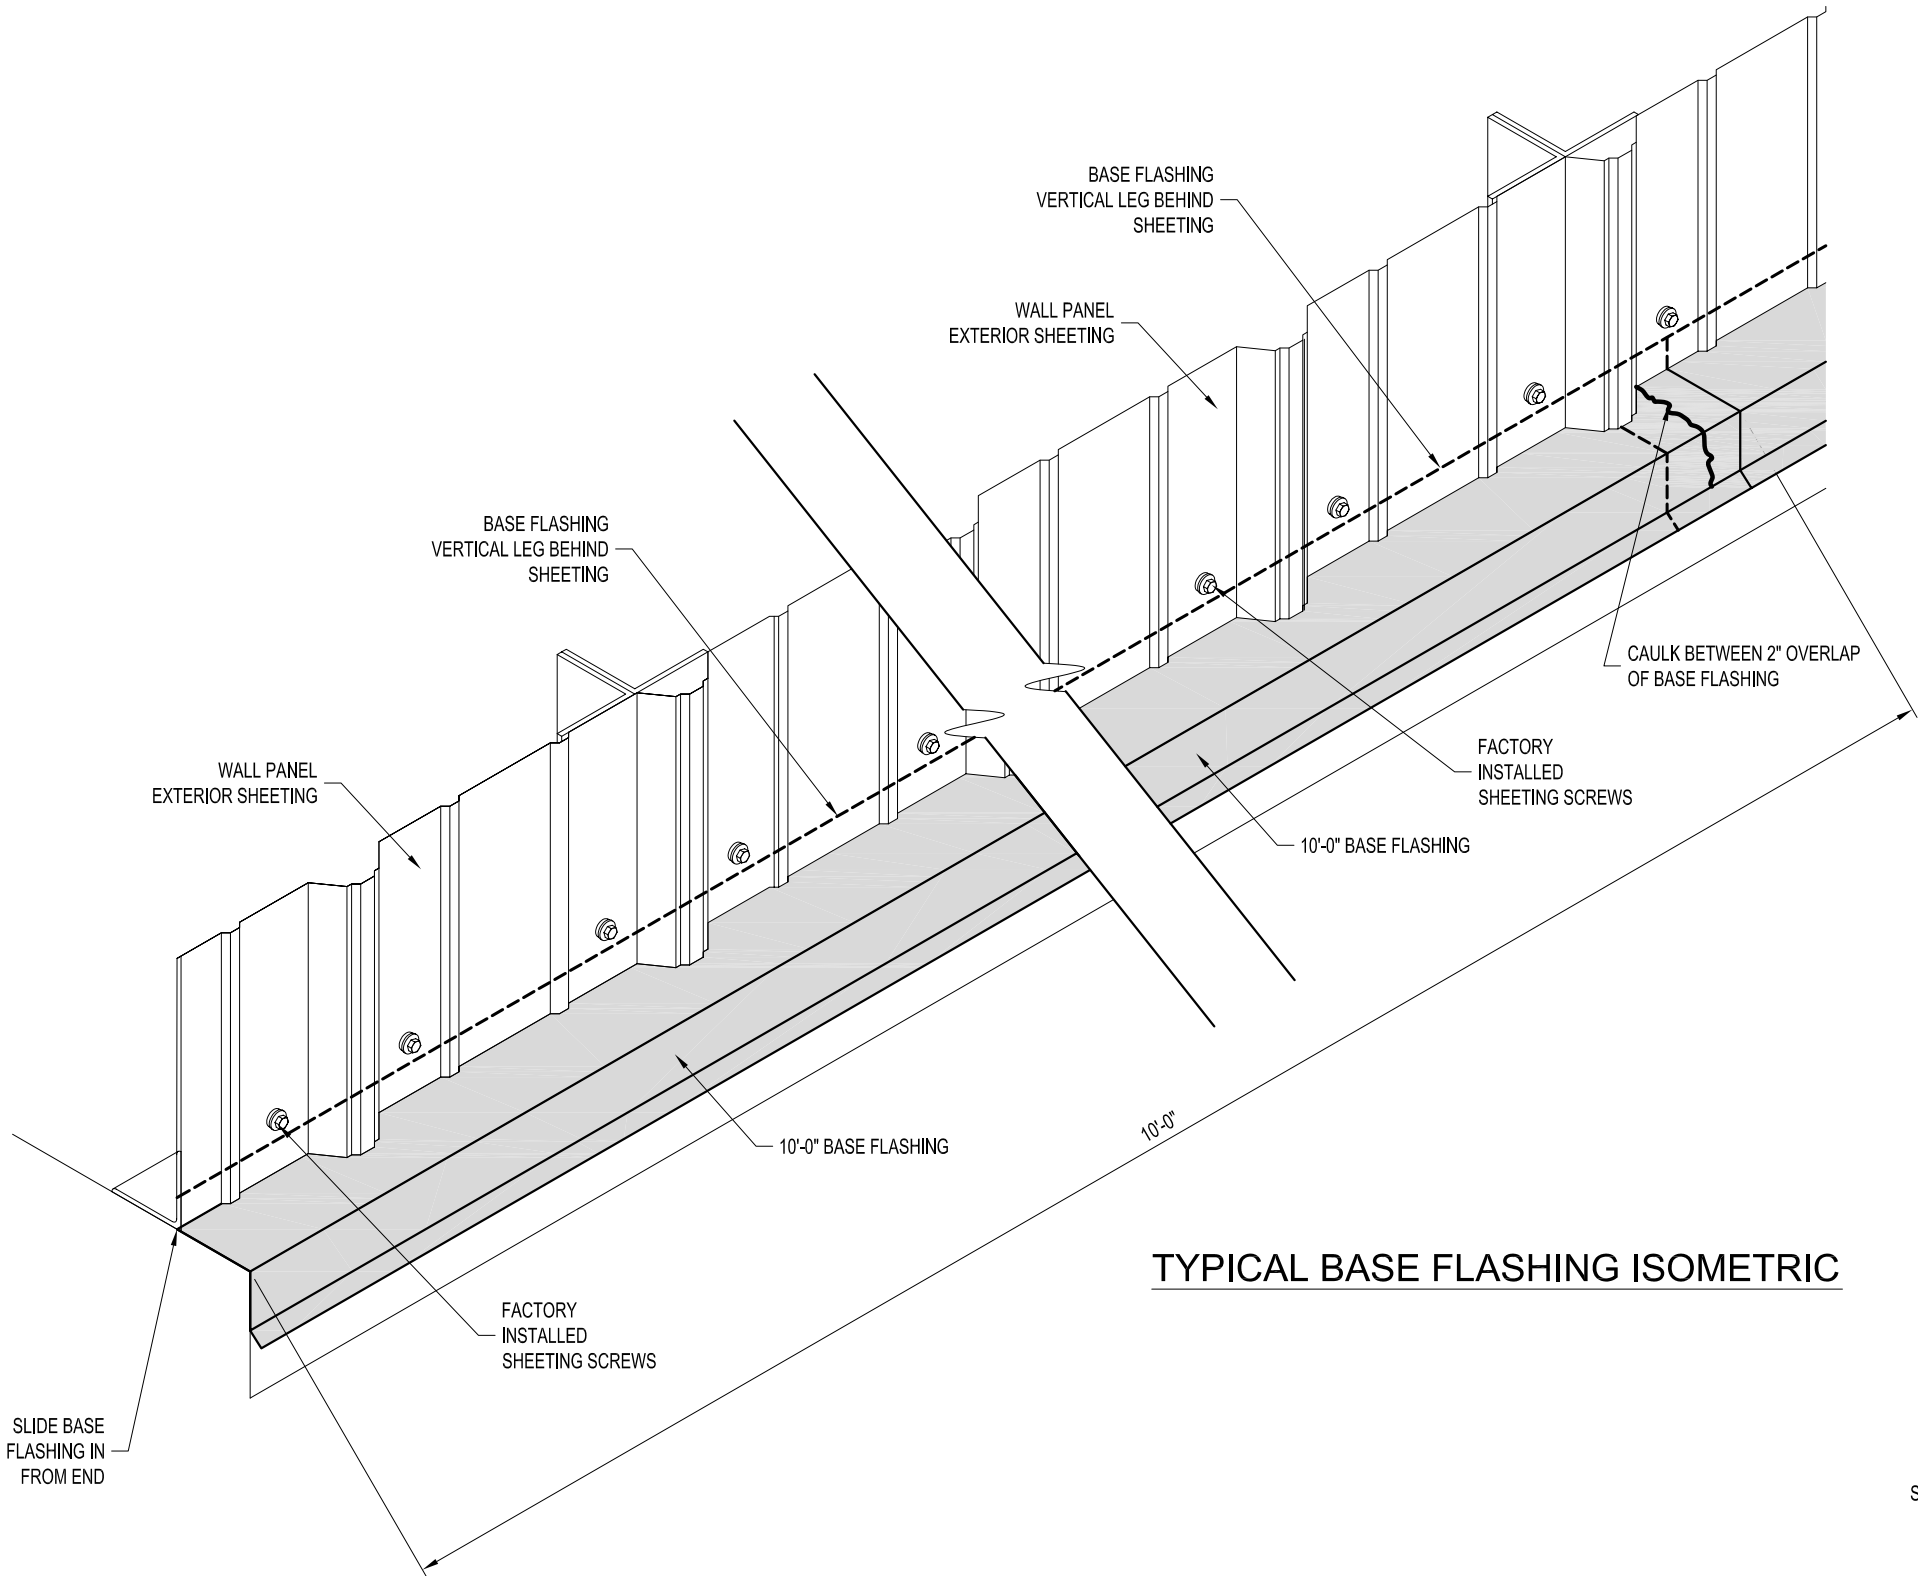 BASE FLASHING
VERTICAL LEG BEHIND
SHEETING
WALL PANEL
EXTERIOR SHEETING
BASE FLASHING
VERTICAL LEG BEHIND
SHEETING
WALL PANEL
EXTERIOR SHEETING
CAULK BETWEEN 2" OVERLAP
OF BASE FLASHING
FACTORY
INSTALLED
SHEETING SCREWS
10'-0" BASE FLASHING
10'-0"
10'-0" BASE FLASHING
TYPICAL BASE FLASHING ISOMETRIC
FACTORY
INSTALLED
SHEETING SCREWS
SLIDE BASE
FLASHING IN
FROM END
S